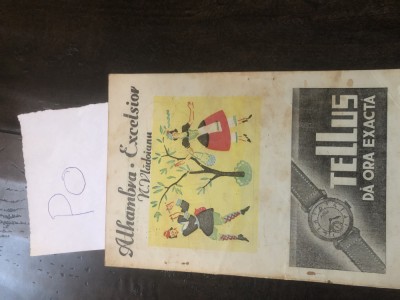 Alhambra • Excelsior
N. Vlădoianu
TELLUS
DĂ ORA EXACTĂ
PO